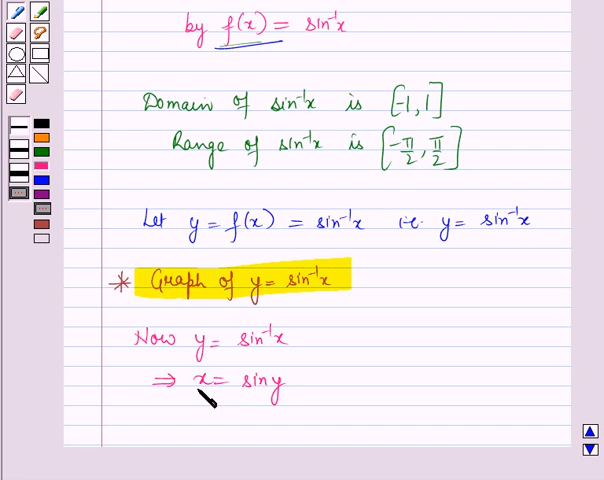 by f(x) = sin⁻¹x
Domain of sin⁻¹x is [-1, 1]
Range of sin⁻¹x is [-π/2, π/2]
Let y = f(x) = sin⁻¹x i.e. y = sin⁻¹x
* Graph of y = sin⁻¹x
Now y = sin⁻¹x
⇒ x = sin y